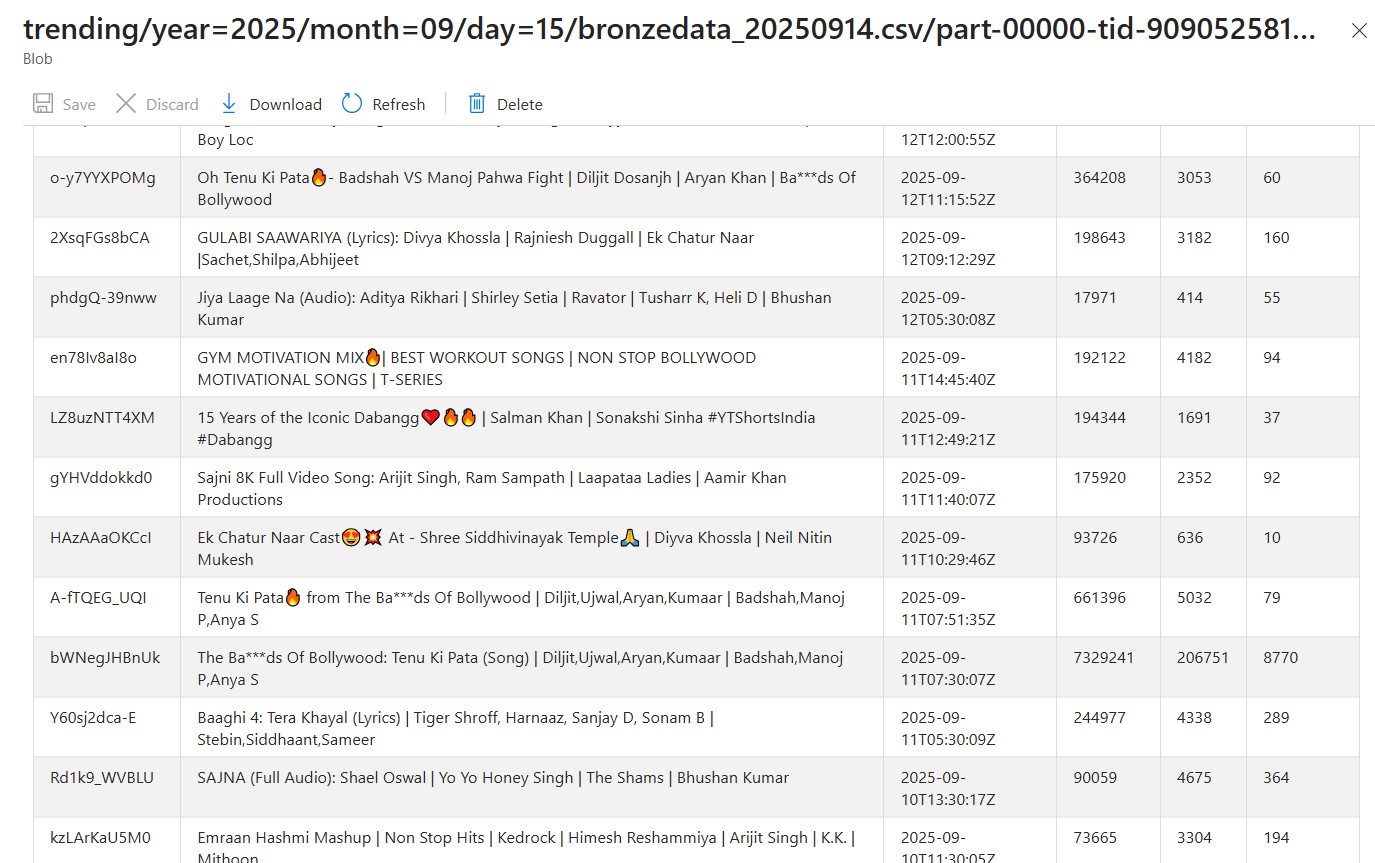 trending/year=2025/month=09/day=15/bronzedata_20250914.csv/part-00000-tid-909052581...
Blob
Save Discard Download Refresh Delete
Boy Loc 12T12:00:55Z
o-y7YYXPOMg Oh Tenu Ki Pata🔥- Badshah VS Manoj Pahwa Fight | Diljit Dosanjh | Aryan Khan | Ba***ds Of 2025-09- 364208 3053 60
Bollywood 12T11:15:52Z
2XsqFGs8bCA GULABI SAAWARIYA (Lyrics): Divya Khossla | Rajniesh Duggall | Ek Chatur Naar 2025-09- 198643 3182 160
|Sachet,Shilpa,Abhijeet 12T09:12:29Z
phdgQ-39nww Jiya Laage Na (Audio): Aditya Rikhari | Shirley Setia | Ravator | Tusharr K, Heli D | Bhushan 2025-09- 17971 414 55
Kumar 12T05:30:08Z
en78Iv8aI8o GYM MOTIVATION MIX🔥| BEST WORKOUT SONGS | NON STOP BOLLYWOOD 2025-09- 192122 4182 94
MOTIVATIONAL SONGS | T-SERIES 11T14:45:40Z
LZ8uzNTT4XM 15 Years of the Iconic Dabangg❤️🔥🔥 | Salman Khan | Sonakshi Sinha #YTShortsIndia 2025-09- 194344 1691 37
#Dabangg 11T12:49:21Z
gYHVddokkd0 Sajni 8K Full Video Song: Arijit Singh, Ram Sampath | Laapataa Ladies | Aamir Khan 2025-09- 175920 2352 92
Productions 11T11:40:07Z
HAzAAaOKCcI Ek Chatur Naar Cast😍💥 At - Shree Siddhivinayak Temple🙏 | Diyva Khossla | Neil Nitin 2025-09- 93726 636 10
Mukesh 11T10:29:46Z
A-fTQEG_UQI Tenu Ki Pata🔥 from The Ba***ds Of Bollywood | Diljit,Ujwal,Aryan,Kumaar | Badshah,Manoj 2025-09- 661396 5032 79
P,Anya S 11T07:51:35Z
bWNegJHBnUk The Ba***ds Of Bollywood: Tenu Ki Pata (Song) | Diljit,Ujwal,Aryan,Kumaar | Badshah,Manoj 2025-09- 7329241 206751 8770
P,Anya S 11T07:30:07Z
Y60sj2dca-E Baaghi 4: Tera Khayal (Lyrics) | Tiger Shroff, Harnaaz, Sanjay D, Sonam B | 2025-09- 244977 4338 289
Stebin,Siddhaant,Sameer 11T05:30:09Z
Rd1k9_WVBLU SAJNA (Full Audio): Shael Oswal | Yo Yo Honey Singh | The Shams | Bhushan Kumar 2025-09- 90059 4675 364
10T13:30:17Z
kzLArKaU5M0 Emraan Hashmi Mashup | Non Stop Hits | Kedrock | Himesh Reshammiya | Arijit Singh | K.K. | 2025-09- 73665 3304 194
Mithoon 10T11:30:05Z